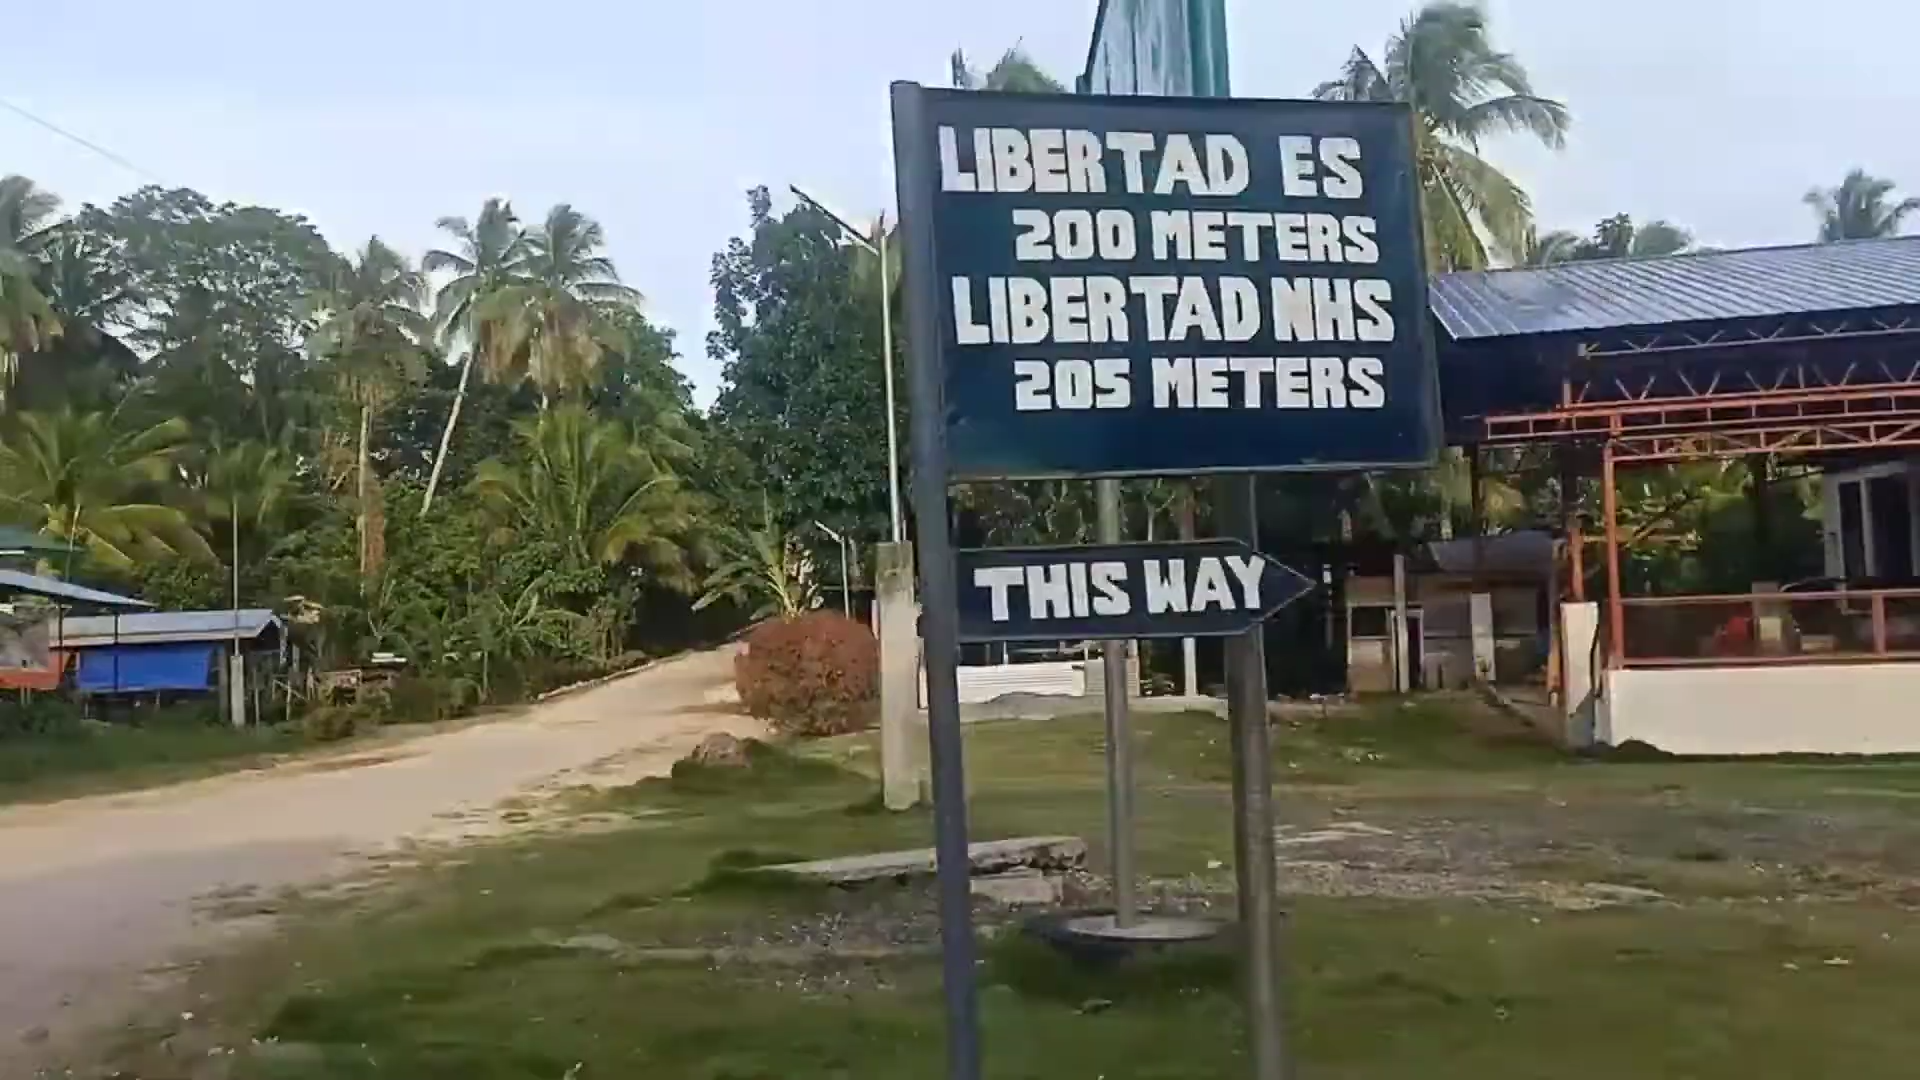 LIBERTAD ES
200 METERS
LIBERTAD NHS
205 METERS
THIS WAY